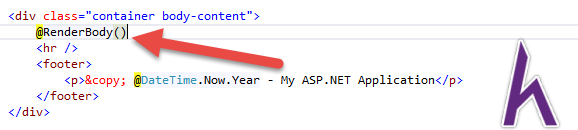 <div class="container body-content">
@RenderBody()
<hr />
<footer>
<p>&copy; @DateTime.Now.Year - My ASP.NET Application</p>
</footer>
</div>